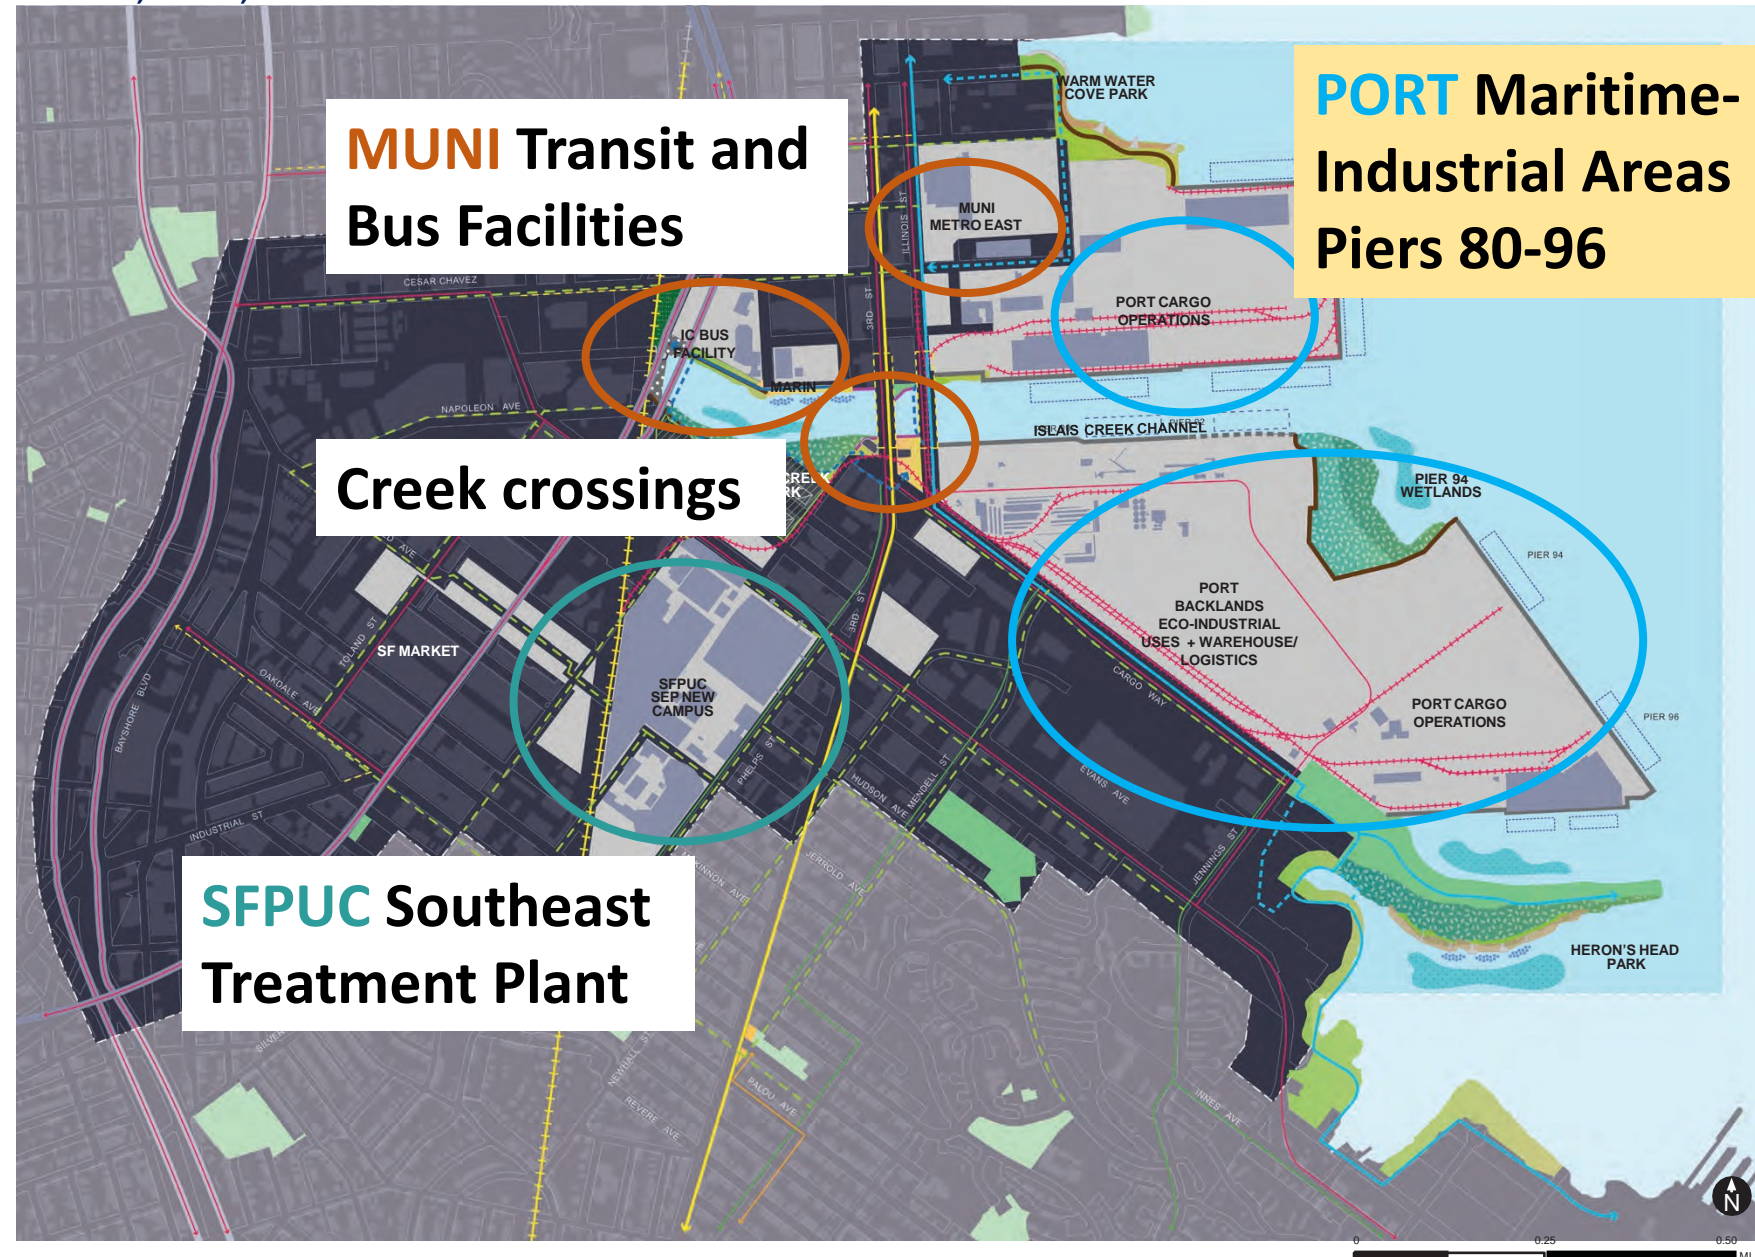 WARM WATER
COVE PARK
PORT Maritime-
Industrial Areas
Piers 80-96
MUNI Transit and
Bus Facilities
MUNI
METRO EAST
ILLINOIS ST
3RD ST
CESAR CHAVEZ
PORT CARGO
OPERATIONS
IC BUS
FACILITY
MARIN
NAPOLEON AVE
ISLAIS CREEK CHANNEL
Creek crossings
CREEK
PIER 94
WETLANDS
PIER 94
AVE
PORT
BACKLANDS
ECO-INDUSTRIAL
USES + WAREHOUSE/
LOGISTICS
3RD ST
TOLAND ST
SF MARKET
OAKDALE AVE
BAYSHORE BLVD
SFPUC
SEP NEW
CAMPUS
CARGO WAY
PORT CARGO
OPERATIONS
PIER 96
PHELPS ST
HUDSON AVE
MENDELL ST
EVANS AVE
INDUSTRIAL ST
JENNINGS ST
JERROLD AVE
SFPUC Southeast
Treatment Plant
HERON'S HEAD
PARK
NEWHALL ST
REVERE AVE
PALOU AVE
INNES AVE
N
0 0.25 0.50